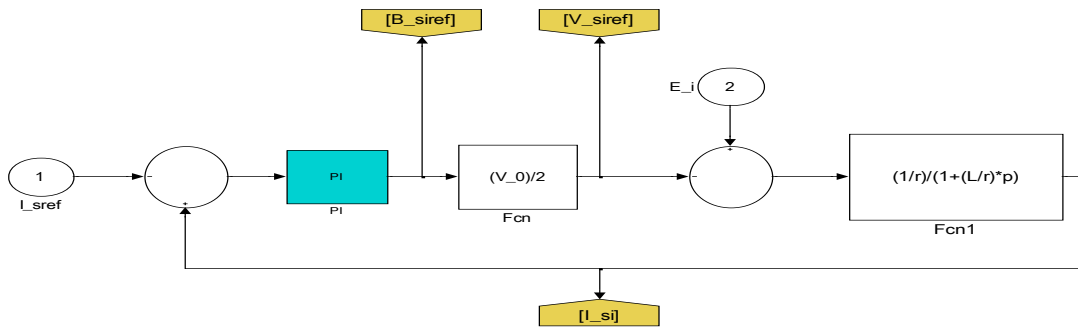 [B_siref]
[V_siref]
E_i
2
+
1
-
PI
(V_0)/2
-
(1/r)/(1+(L/r)*p)
I_sref
+
PI
Fcn
Fcn1
[I_si]